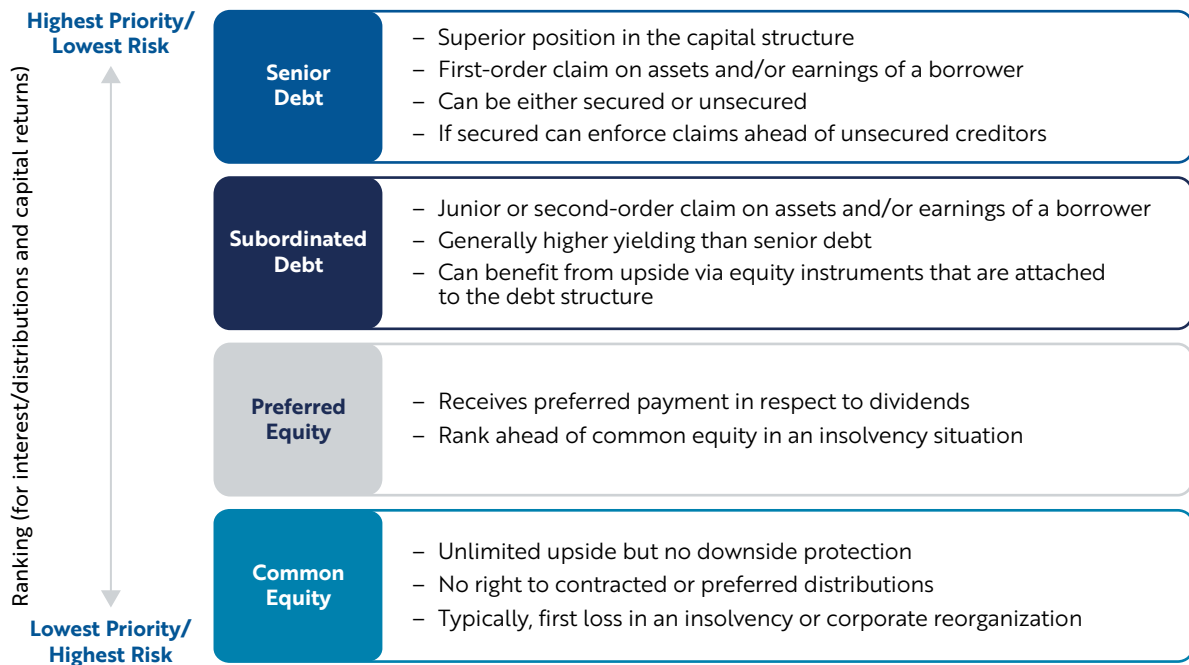 Highest Priority/
Lowest Risk
Ranking (for interest/distributions and capital returns)
Lowest Priority/
Highest Risk
Senior
Debt
– Superior position in the capital structure
– First-order claim on assets and/or earnings of a borrower
– Can be either secured or unsecured
– If secured can enforce claims ahead of unsecured creditors
Subordinated
Debt
– Junior or second-order claim on assets and/or earnings of a borrower
– Generally higher yielding than senior debt
– Can benefit from upside via equity instruments that are attached
to the debt structure
Preferred
Equity
– Receives preferred payment in respect to dividends
– Rank ahead of common equity in an insolvency situation
Common
Equity
– Unlimited upside but no downside protection
– No right to contracted or preferred distributions
– Typically, first loss in an insolvency or corporate reorganization